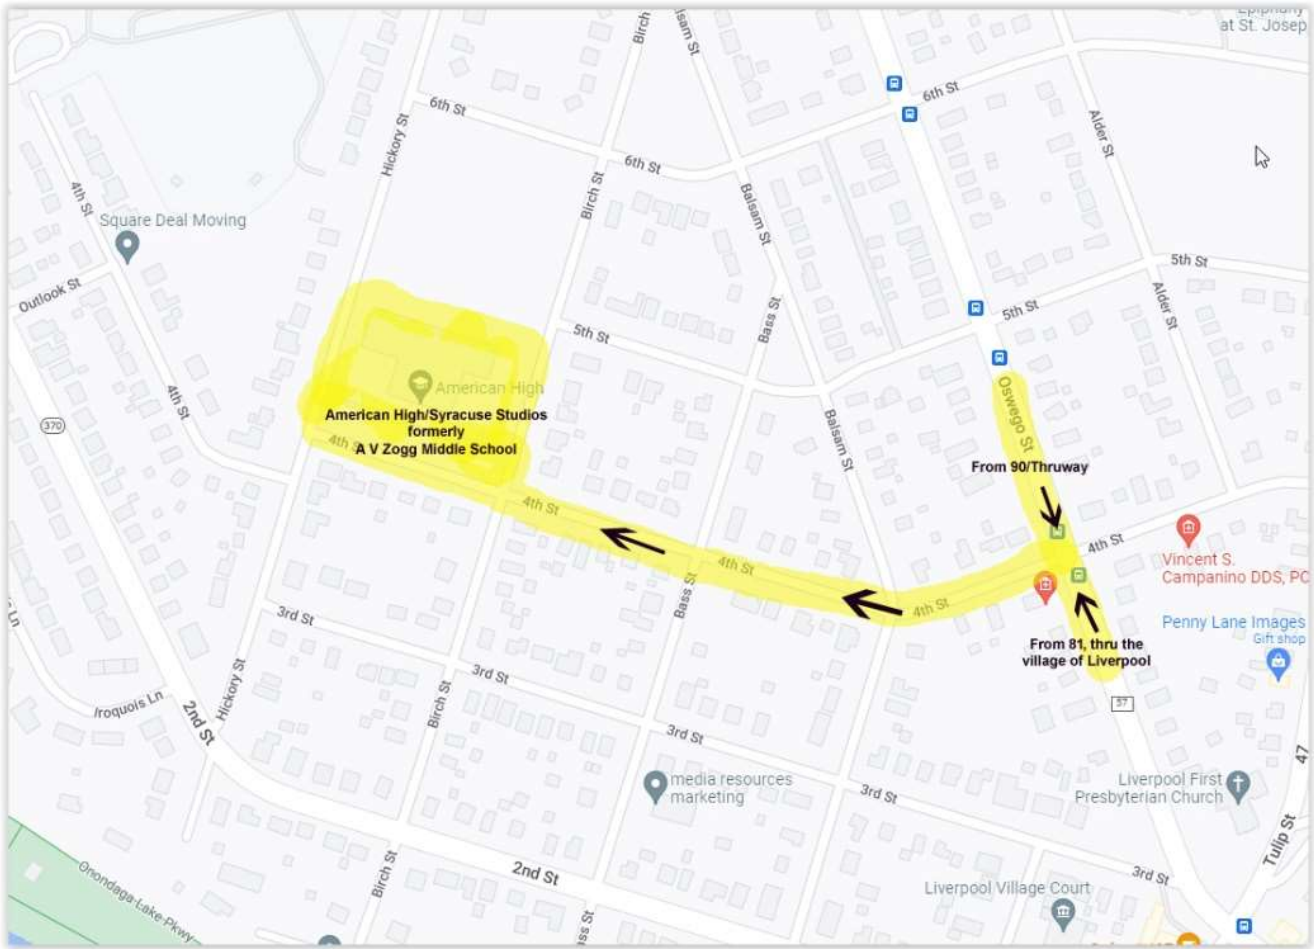 Epiphany
at St. Josep
Birch
lsam St
6th St
6th St
Hickory St
Alder St
6th St
4th St
Birch St
Balsam St
Square Deal Moving
5th St
Outlook St
Alder St
Bass St
5th St
5th St
American High
Oswego St
4th St
370
American High/Syracuse Studios
formerly
A V Zogg Middle School
4th St
Balsam St
From 90/Thruway
4th St
4th St
4th St
Vincent S.
Campanino DDS, PC
Bass St
4th St
3rd St
Penny Lane Images
Gift shop
From 81, thru the
village of Liverpool
Ln
3rd St
Iroquois Ln
Hickory St
Birch St
57
2nd St
3rd St
47
media resources
marketing
Liverpool First
Presbyterian Church
3rd St
Tulip St
2nd St
Birch St
3rd St
Onondaga-Lake-Pkwy
Liverpool Village Court
ss St